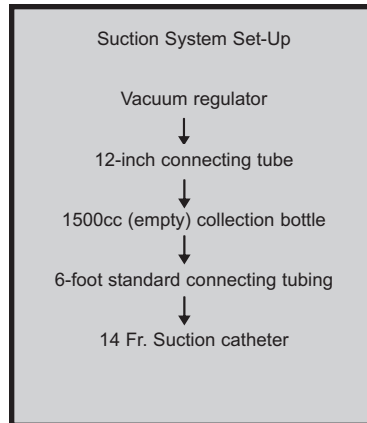 Suction System Set-Up
Vacuum regulator
12-inch connecting tube
1500cc (empty) collection bottle
6-foot standard connecting tubing
14 Fr. Suction catheter